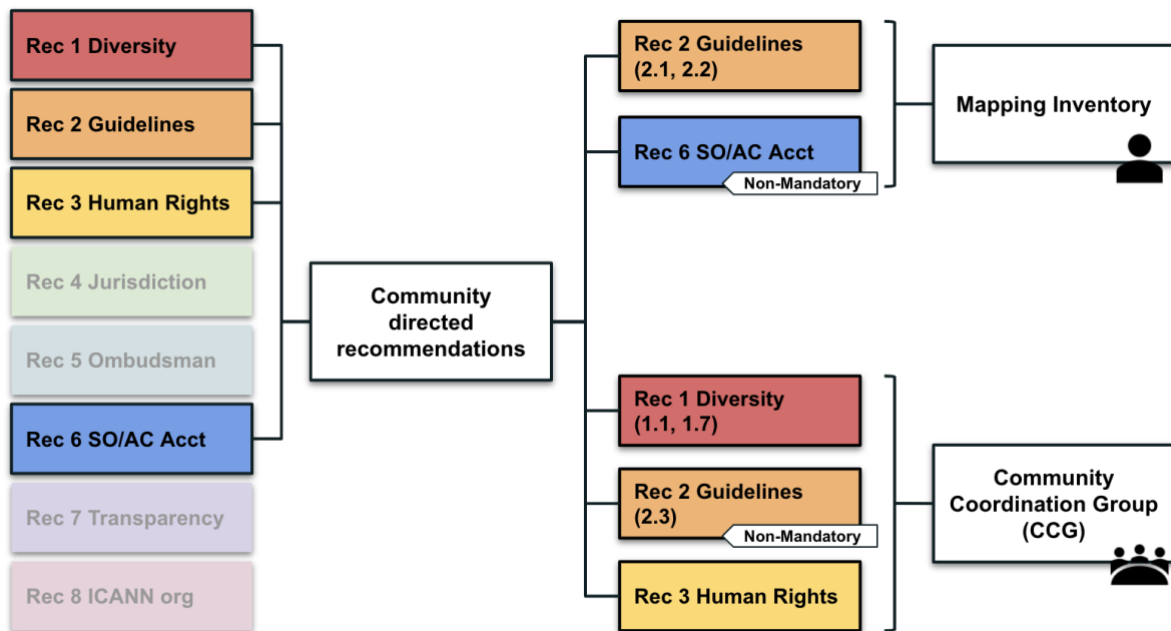 Rec 1 Diversity
Rec 2 Guidelines
Rec 3 Human Rights
Rec 4 Jurisdiction
Rec 5 Ombudsman
Rec 6 SO/AC Acct
Rec 7 Transparency
Rec 8 ICANN org
Community
directed
recommendations
Rec 2 Guidelines
(2.1, 2.2)
Rec 6 SO/AC Acct
Non-Mandatory
Mapping Inventory
Rec 1 Diversity
(1.1, 1.7)
Rec 2 Guidelines
(2.3)
Non-Mandatory
Rec 3 Human Rights
Community
Coordination Group
(CCG)